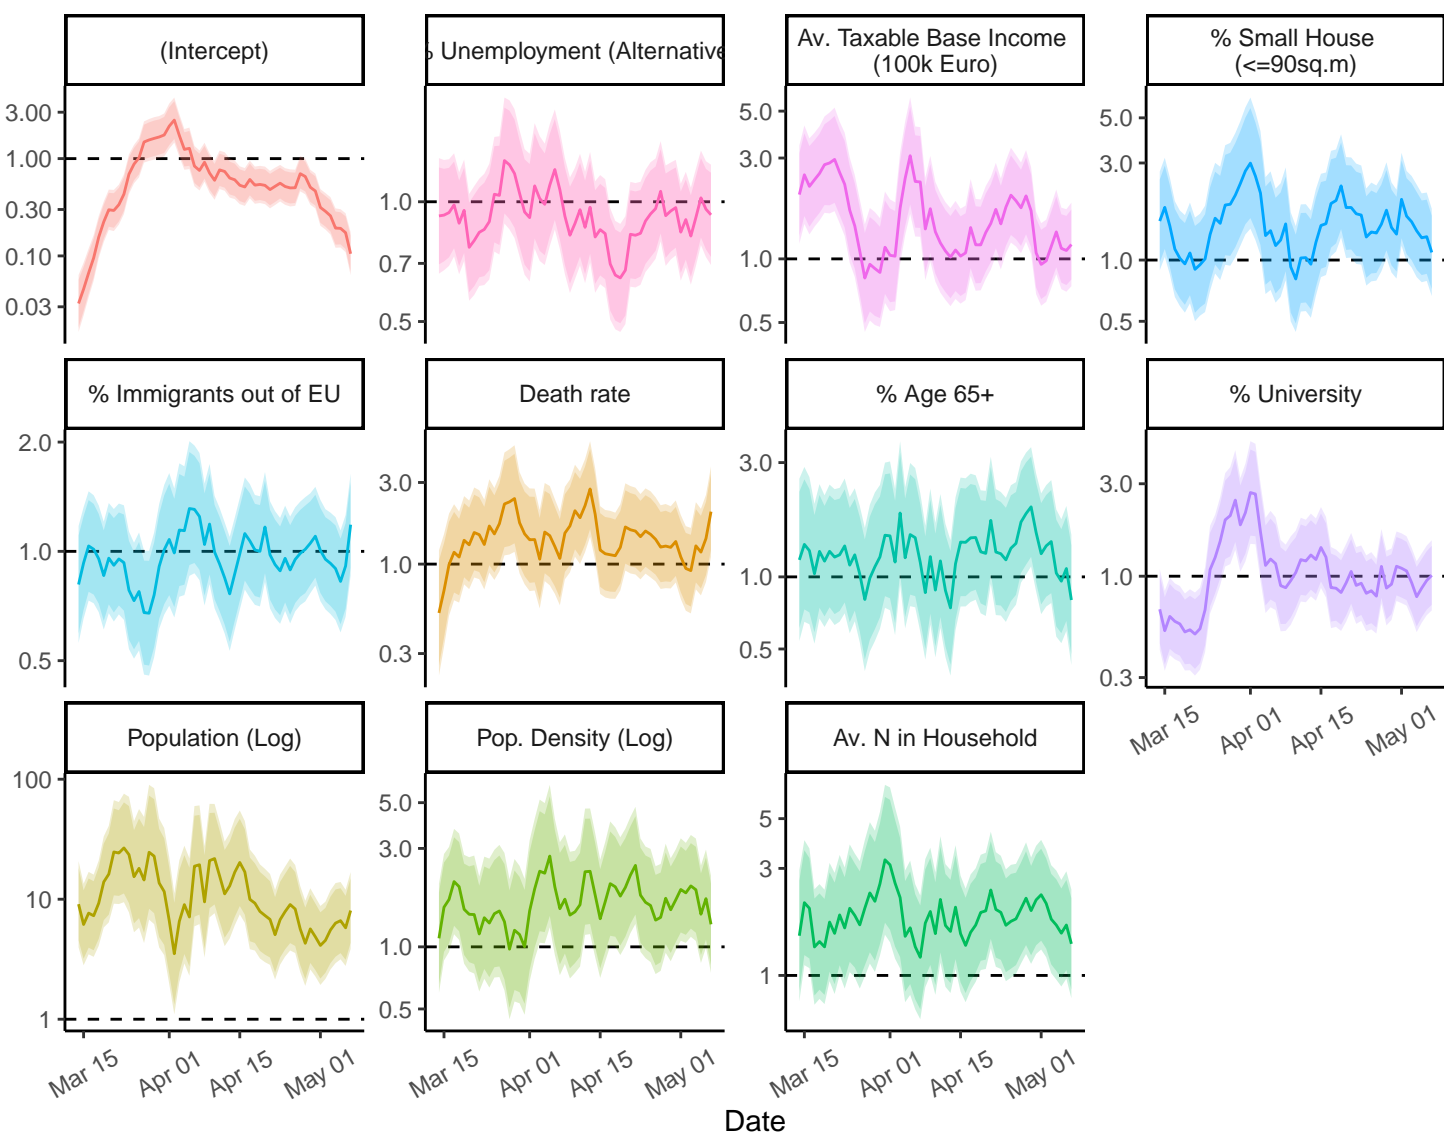 (Intercept)
% Unemployment (Alternative
Av. Taxable Base Income
(100k Euro)
% Small House
(<=90sq.m)
3.00
1.00
0.30
0.10
0.03
1.0
0.7
0.5
5.0
3.0
1.0
0.5
5.0
3.0
1.0
0.5
% Immigrants out of EU
Death rate
% Age 65+
% University
2.0
1.0
0.5
3.0
1.0
0.3
3.0
1.0
0.5
3.0
1.0
0.3
Mar 15
Apr 01
Apr 15
May 01
Population (Log)
Pop. Density (Log)
Av. N in Household
100
10
1
5.0
3.0
1.0
0.5
5
3
1
Mar 15
Apr 01
Apr 15
May 01
Mar 15
Apr 01
Apr 15
May 01
Mar 15
Apr 01
Apr 15
May 01
Date